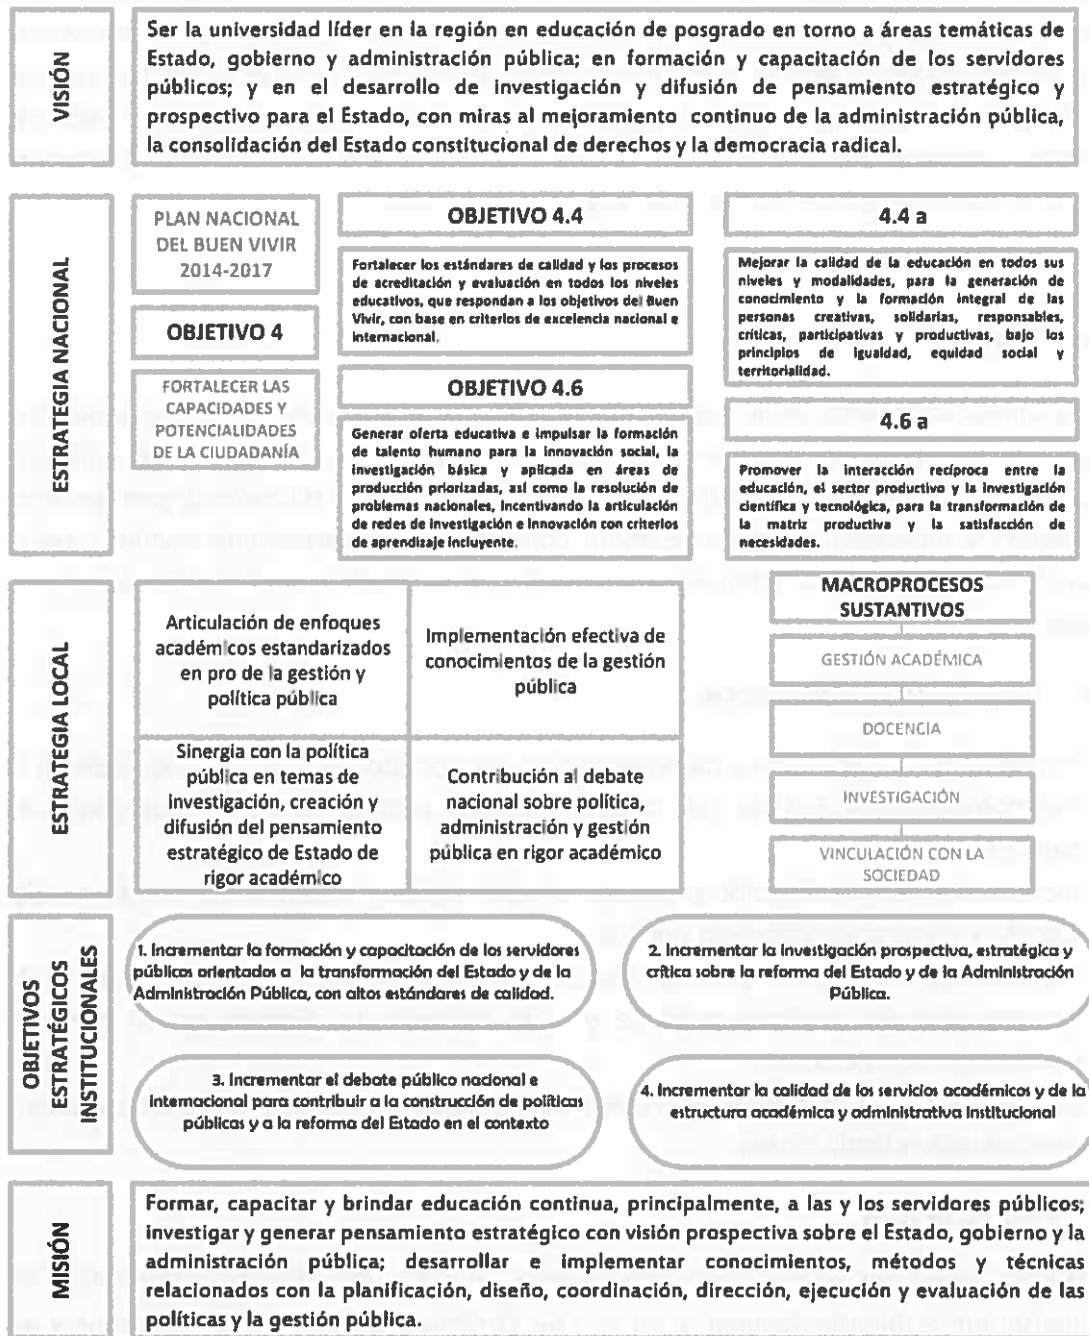 VISIÓN
Ser la universidad líder en la región en educación de posgrado en torno a áreas temáticas de
Estado, gobierno y administración pública; en formación y capacitación de los servidores
públicos; y en el desarrollo de investigación y difusión de pensamiento estratégico y
prospectivo para el Estado, con miras al mejoramiento continuo de la administración pública,
la consolidación del Estado constitucional de derechos y la democracia radical.
ESTRATEGIA NACIONAL
PLAN NACIONAL
DEL BUEN VIVIR
2014-2017
OBJETIVO 4
FORTALECER LAS
CAPACIDADES Y
POTENCIALIDADES
DE LA CIUDADANÍA
OBJETIVO 4.4
Fortalecer los estándares de calidad y los procesos
de acreditación y evaluación en todos los niveles
educativos, que respondan a los objetivos del Buen
Vivir, con base en criterios de excelencia nacional e
internacional.
OBJETIVO 4.6
Generar oferta educativa e impulsar la formación
de talento humano para la innovación social, la
investigación básica y aplicada en áreas de
producción priorizadas, así como la resolución de
problemas nacionales, incentivando la articulación
de redes de investigación e innovación con criterios
de aprendizaje incluyente.
4.4 a
Mejorar la calidad de la educación en todos sus
niveles y modalidades, para la generación de
conocimiento y la formación integral de las
personas creativas, solidarias, responsables,
críticas, participativas y productivas, bajo los
principios de igualdad, equidad social y
territorialidad.
4.6 a
Promover la interacción recíproca entre la
educación, el sector productivo y la investigación
científica y tecnológica, para la transformación de
la matriz productiva y la satisfacción de
necesidades.
ESTRATEGIA LOCAL
Articulación de enfoques
académicos estandarizados
en pro de la gestión y
política pública
Implementación efectiva de
conocimientos de la gestión
pública
Sinergia con la política
pública en temas de
investigación, creación y
difusión del pensamiento
estratégico de Estado de
rigor académico
Contribución al debate
nacional sobre política,
administración y gestión
pública en rigor académico
MACROPROCESOS
SUSTANTIVOS
GESTIÓN ACADÉMICA
DOCENCIA
INVESTIGACIÓN
VINCULACIÓN CON LA
SOCIEDAD
OBJETIVOS
ESTRATÉGICOS
INSTITUCIONALES
1. Incrementar la formación y capacitación de los servidores
públicos orientados a la transformación del Estado y de la
Administración Pública, con altos estándares de calidad.
2. Incrementar la investigación prospectiva, estratégica y
crítica sobre la reforma del Estado y de la Administración
Pública.
3. Incrementar el debate público nacional e
internacional para contribuir a la construcción de políticas
públicas y a la reforma del Estado en el contexto
4. Incrementar la calidad de los servicios académicos y de la
estructura académica y administrativa institucional
MISIÓN
Formar, capacitar y brindar educación continua, principalmente, a las y los servidores públicos;
investigar y generar pensamiento estratégico con visión prospectiva sobre el Estado, gobierno y la
administración pública; desarrollar e implementar conocimientos, métodos y técnicas
relacionados con la planificación, diseño, coordinación, dirección, ejecución y evaluación de las
políticas y la gestión pública.